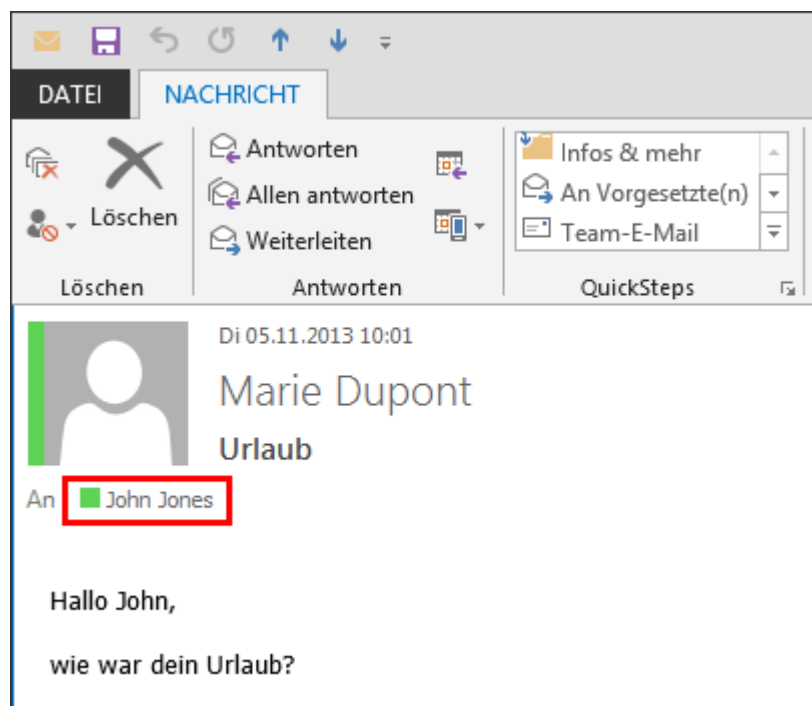 DATEI NACHRICHT
Antworten
Allen antworten
Weiterleiten
Löschen
Infos & mehr
An Vorgesetzte(n)
Team-E-Mail
Löschen Antworten QuickSteps
Di 05.11.2013 10:01
Marie Dupont
Urlaub
An John Jones
Hallo John,
wie war dein Urlaub?